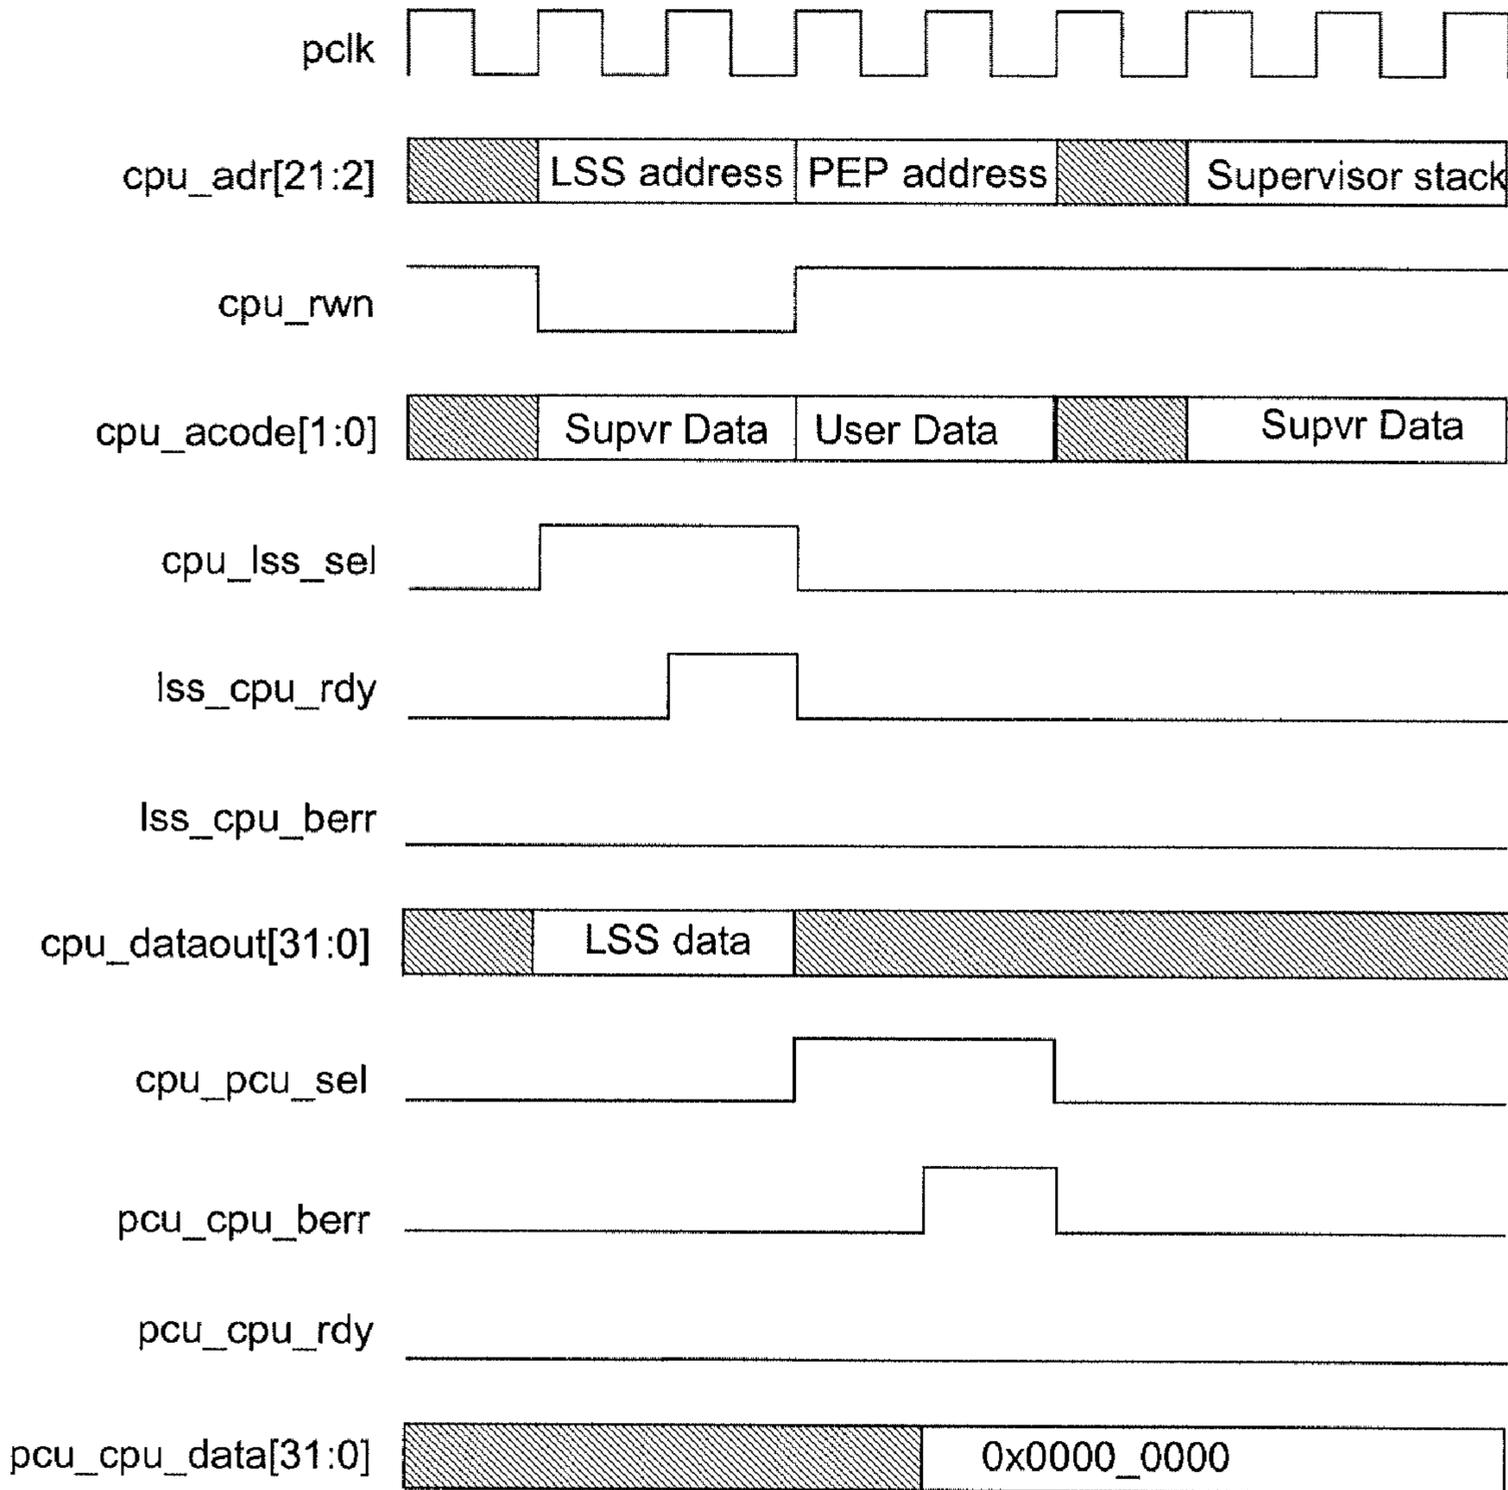 pclk
cpu_adr[21:2] LSS address PEP address Supervisor stack
cpu_rwn
cpu_acode[1:0] Supvr Data User Data Supvr Data
cpu_lss_sel
lss_cpu_rdy
lss_cpu_berr
cpu_dataout[31:0] LSS data
cpu_pcu_sel
pcu_cpu_berr
pcu_cpu_rdy
pcu_cpu_data[31:0] 0x0000_0000